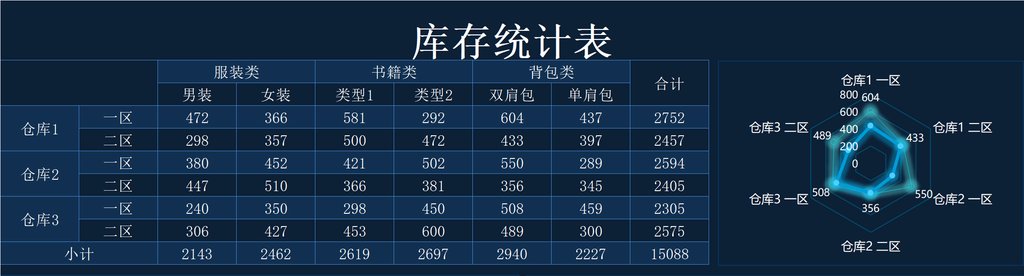 库存统计表
服装类 书籍类 背包类 合计
男装 女装 类型1 类型2 双肩包 单肩包
仓库1 一区 472 366 581 292 604 437 2752
二区 298 357 500 472 433 397 2457
仓库2 一区 380 452 421 502 550 289 2594
二区 447 510 366 381 356 345 2405
仓库3 一区 240 350 298 450 508 459 2305
二区 306 427 453 600 489 300 2575
小计 2143 2462 2619 2697 2940 2227 15088
仓库1 一区
800 604
600
仓库3 二区 489 400 433 仓库1 二区
200
0
仓库3 一区 508 356 550 仓库2 一区
仓库2 二区